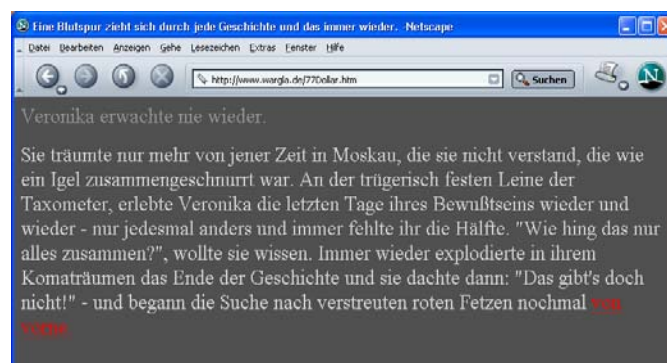 Eine Blutspur zieht sich durch jede Geschichte und das immer wieder. - Netscape
Datei Bearbeiten Anzeigen Gehe Lesezeichen Extras Fenster Hilfe
http://www.wargla.de/77Dollar.htm Suchen
Veronika erwachte nie wieder.
Sie träumte nur mehr von jener Zeit in Moskau, die sie nicht verstand, die wie
ein Igel zusammengeschnurrt war. An der trügerisch festen Leine der
Taxometer, erlebte Veronika die letzten Tage ihres Bewußtseins wieder und
wieder - nur jedesmal anders und immer fehlte ihr die Hälfte. "Wie hing das nur
alles zusammen?", wollte sie wissen. Immer wieder explodierte in ihrem
Komaträumen das Ende der Geschichte und sie dachte dann: "Das gibt's doch
nicht!" - und begann die Suche nach verstreuten roten Fetzen nochmal von
vorne